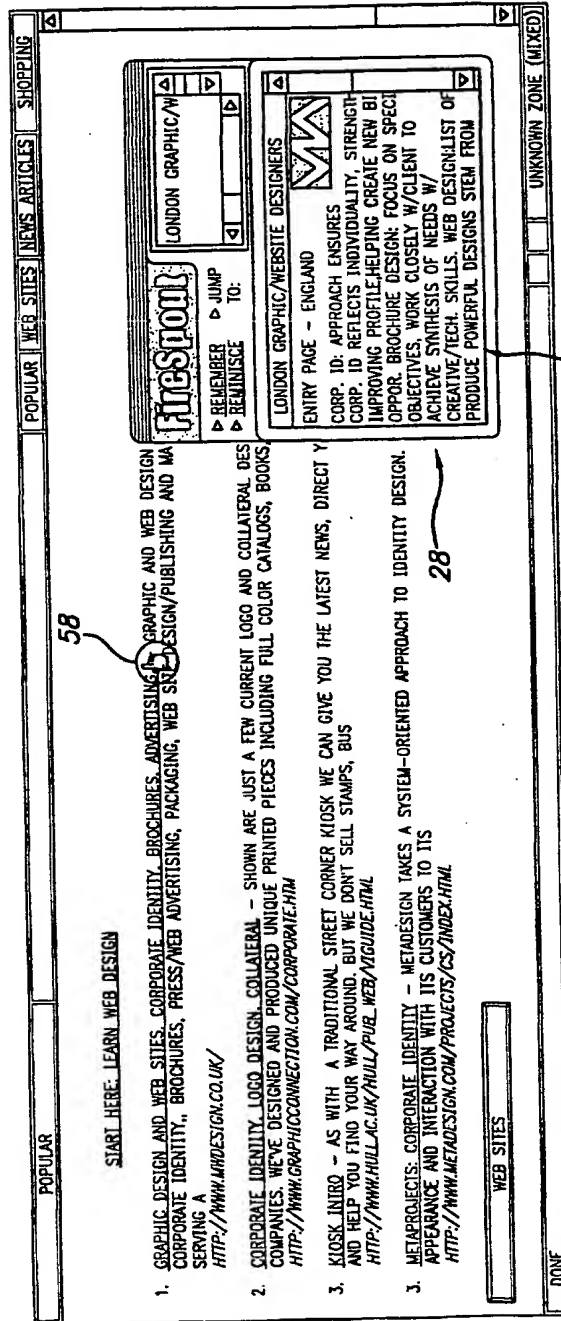 POPULAR
POPULAR WEB SITES NEWS ARTICLES SHOPPING
START HERE: LEARN WEB DESIGN
58
1. GRAPHIC DESIGN AND WEB SITES, CORPORATE IDENTITY, BROCHURES, ADVERTISING GRAPHIC AND WEB DESIGN
CORPORATE IDENTITY,, BROCHURES, PRESS/WEB ADVERTISING, PACKAGING, WEB SITE DESIGN/PUBLISHING AND MA
SERVING A
HTTP://WWW.MWDESIGN.CO.UK/
2. CORPORATE IDENTITY, LOGO DESIGN, COLLATERAL - SHOWN ARE JUST A FEW CURRENT LOGO AND COLLATERAL DES
COMPANIES. WE'VE DESIGNED AND PRODUCED UNIQUE PRINTED PIECES INCLUDING FULL COLOR CATALOGS, BOOKS,
HTTP://WWW.GRAPHICCONNECTION.COM/CORPORATE.HTM
3. KIOSK INTRO - AS WITH A TRADITIONAL STREET CORNER KIOSK WE CAN GIVE YOU THE LATEST NEWS, DIRECT Y
AND HELP YOU FIND YOUR WAY AROUND. BUT WE DON'T SELL STAMPS, BUS
HTTP://WWW.HULL.AC.UK/HULL/PUB_WEB/VIGUIDE.HTML
3. METAPROJECTS: CORPORATE IDENTITY - METADESIGN TAKES A SYSTEM-ORIENTED APPROACH TO IDENTITY DESIGN.
APPEARANCE AND INTERACTION WITH ITS CUSTOMERS TO ITS
HTTP://WWW.METADESIGN.COM/PROJECTS/CS/INDEX.HTML
WEB SITES
FireSpout
REMEMBER JUMP
REMINISCE TO:
LONDON GRAPHIC/W
LONDON GRAPHIC/WEBSITE DESIGNERS
ENTRY PAGE - ENGLAND
CORP. ID: APPROACH ENSURES
CORP. ID REFLECTS INDIVIDUALITY, STRENGTH
IMPROVING PROFILE,HELPING CREATE NEW BI
OPPOR. BROCHURE DESIGN: FOCUS ON SPECI
OBJECTIVES, WORK CLOSELY W/CLIENT TO
ACHIEVE SYNTHESIS OF NEEDS W/
CREATIVE/TECH. SKILLS. WEB DESIGN:LIST OF
PRODUCE POWERFUL DESIGNS STEM FROM
28
DONE
UNKNOWN ZONE (MIXED)